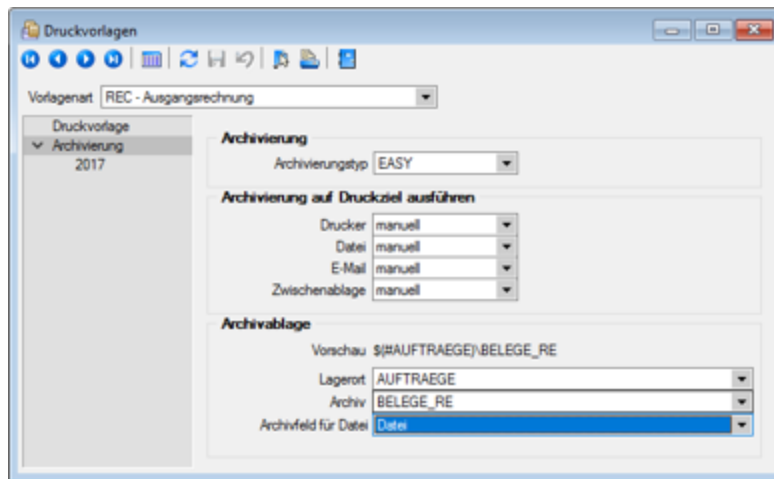 Druckvorlagen
Vorlagenart REC - Ausgangsrechnung
Druckvorlage
Archivierung
2017
Archivierung
Archivierungstyp EASY
Archivierung auf Druckziel ausführen
Drucker manuell
Datei manuell
E-Mail manuell
Zwischenablage manuell
Archivablage
Vorschau $(#AUFTRAEGE)\BELEGE_RE
Lagerort AUFTRAEGE
Archiv BELEGE_RE
Archivfeld für Datei Datei